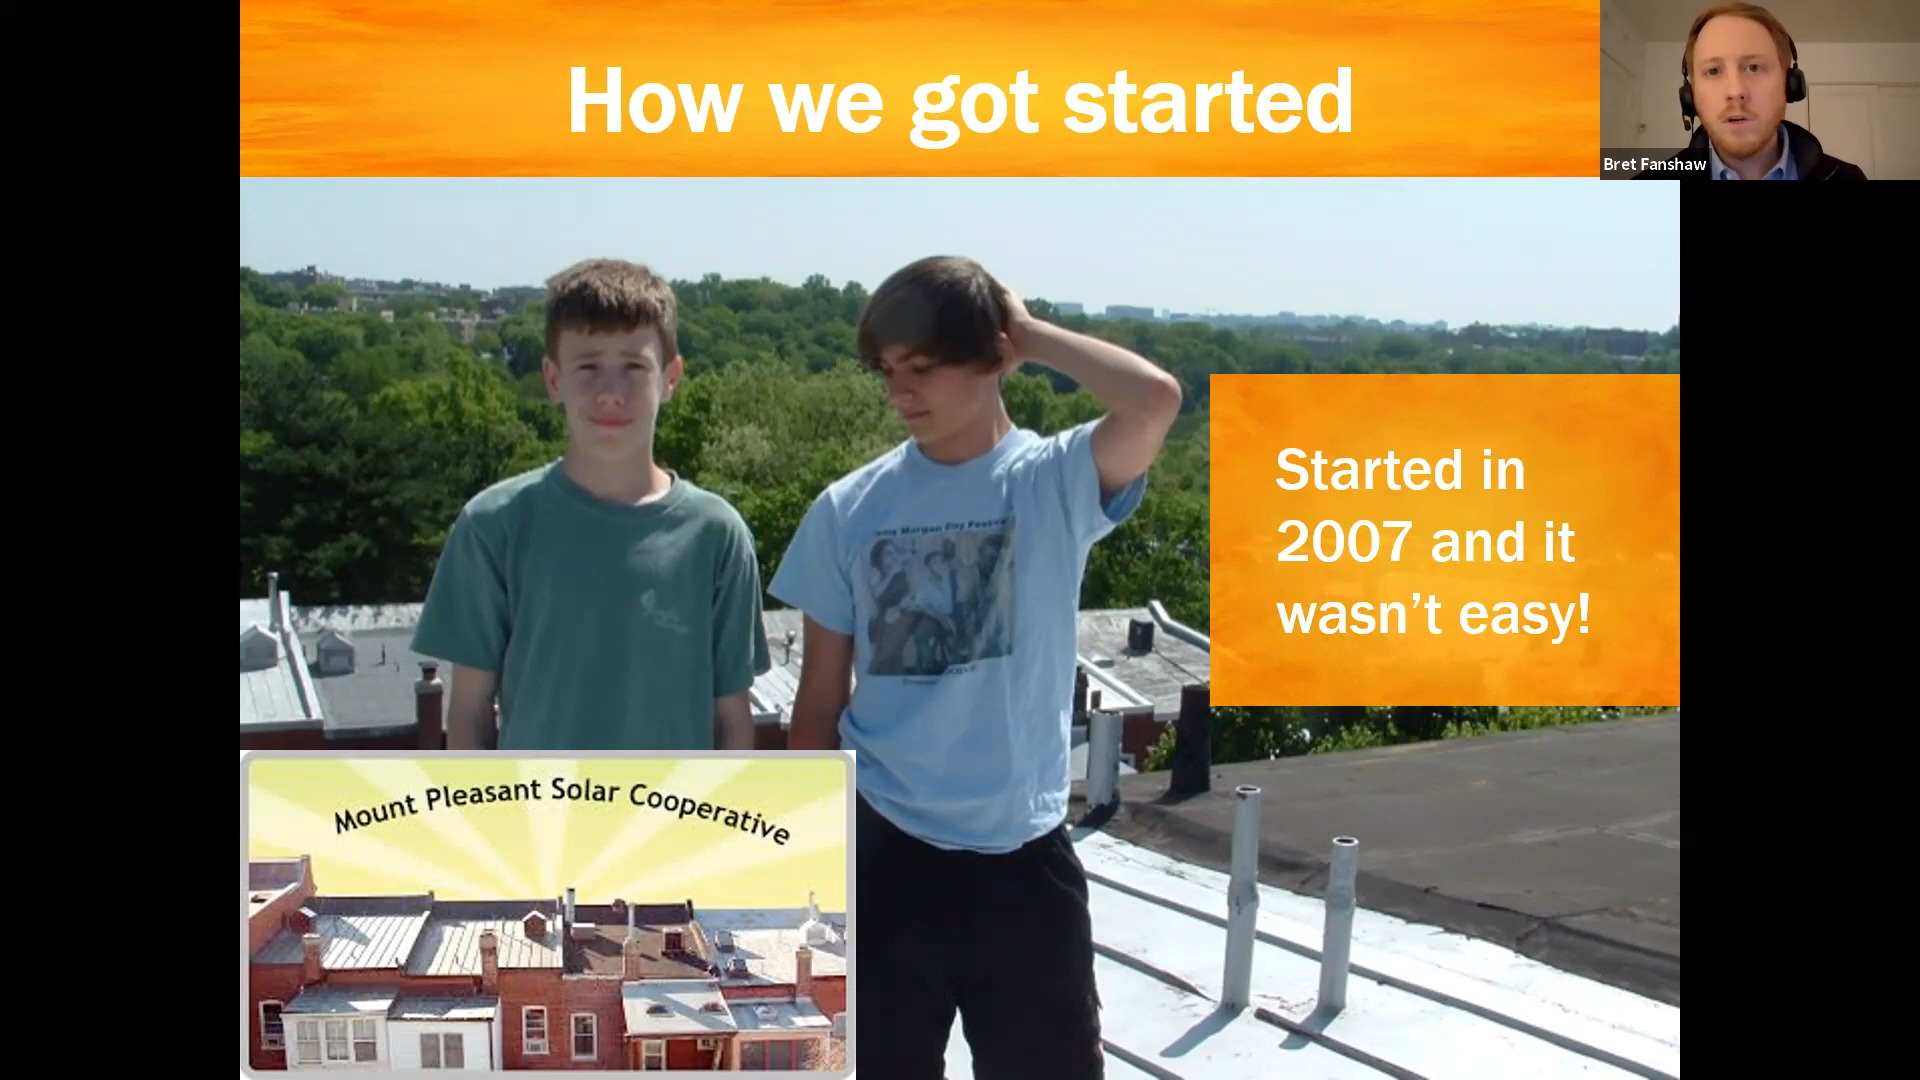 How we got started
Bret Fanshaw
Started in
2007 and it
wasn't easy!
Mount Pleasant Solar Cooperative